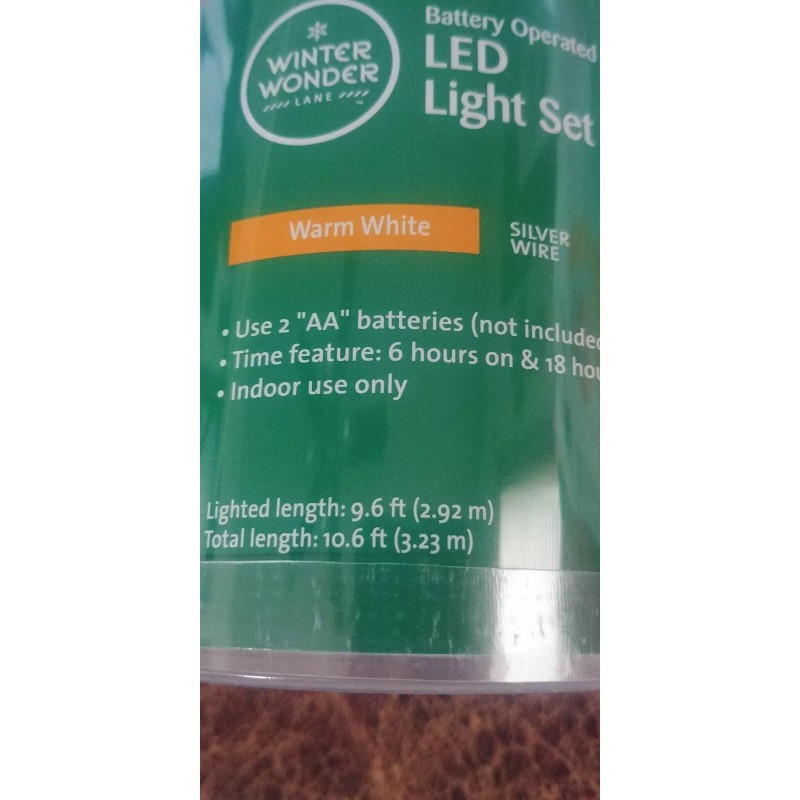 WINTER
WONDER
LANE
Battery Operated
LED
Light Set
Warm White
SILVER
WIRE
• Use 2 "AA" batteries (not include
• Time feature: 6 hours on & 18 hou
• Indoor use only
Lighted length: 9.6 ft (2.92 m)
Total length: 10.6 ft (3.23 m)